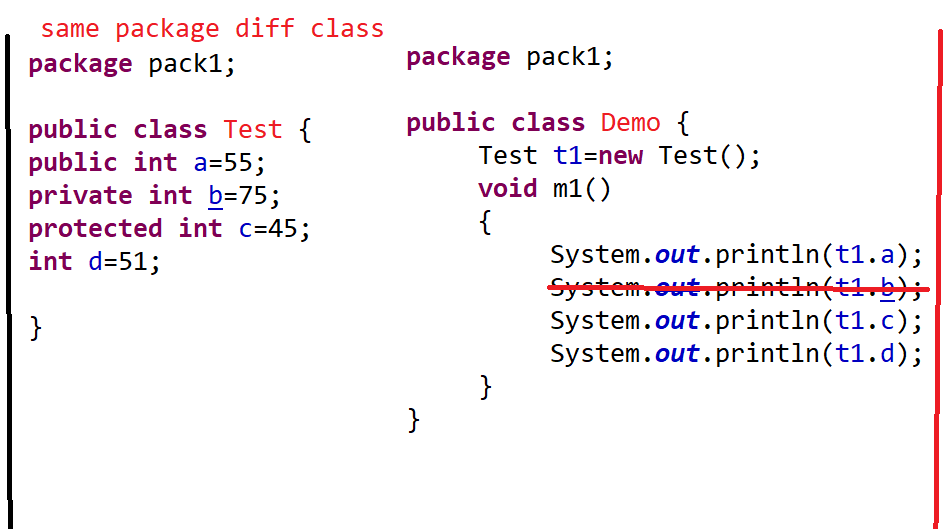 same package diff class
package pack1;
public class Test {
public int a=55;
private int b=75;
protected int c=45;
int d=51;
}
package pack1;
public class Demo {
Test t1=new Test();
void m1()
{
System.out.println(t1.a);
System.out.println(t1.b);
System.out.println(t1.c);
System.out.println(t1.d);
}
}